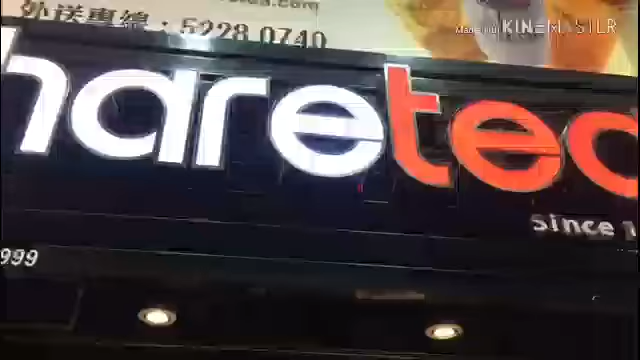 外送專線：5228 0740
Made with KINEMASTER
haretea
Since 1
999